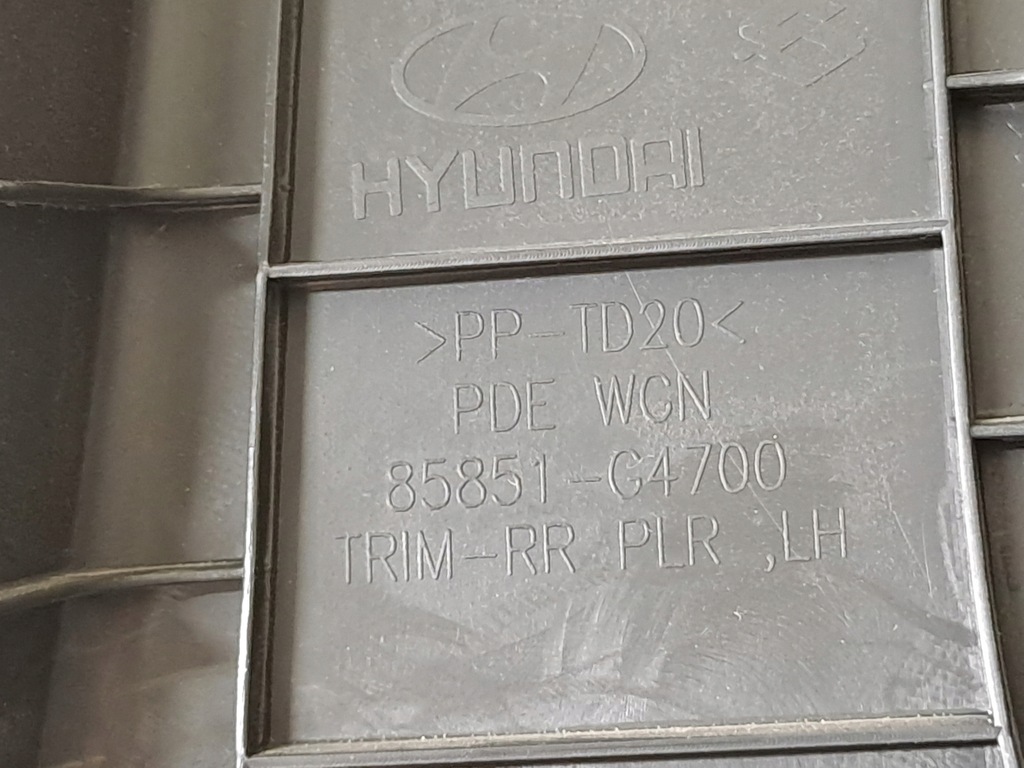 HYUNDAI
>PP-TD20<
PDE WGN
85851-G4700
TRIM-RR PLR ,LH